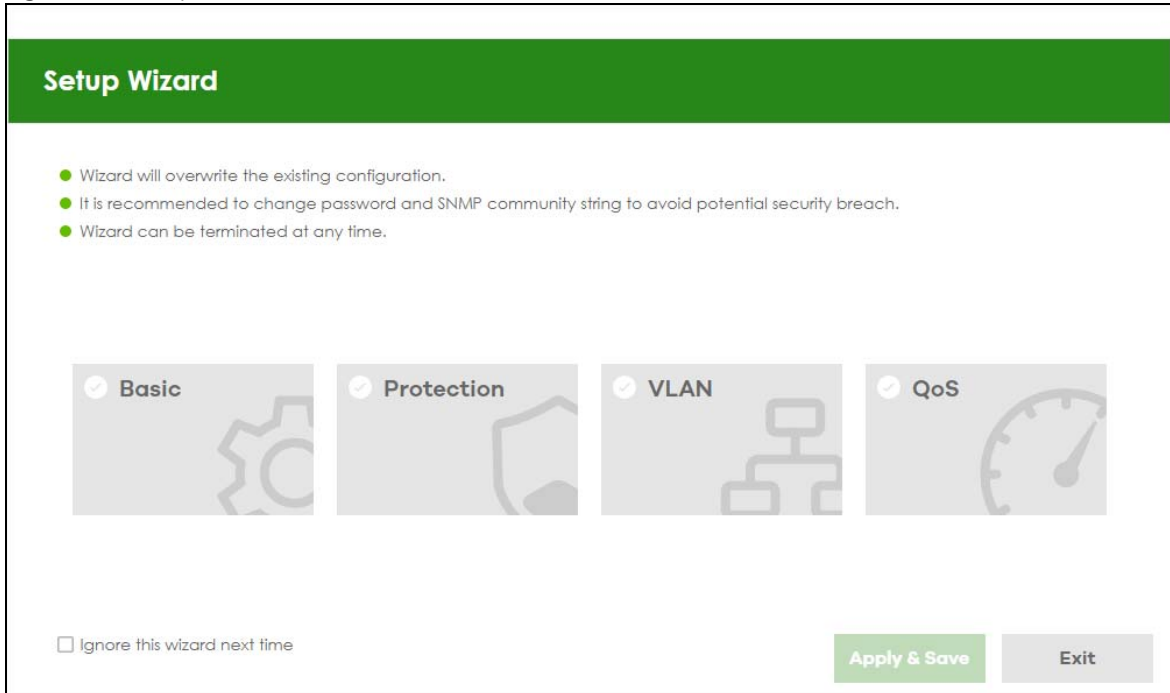 Setup Wizard
Wizard will overwrite the existing configuration.
It is recommended to change password and SNMP community string to avoid potential security breach.
Wizard can be terminated at any time.
Basic
Protection
VLAN
QoS
Ignore this wizard next time
Apply & Save
Exit